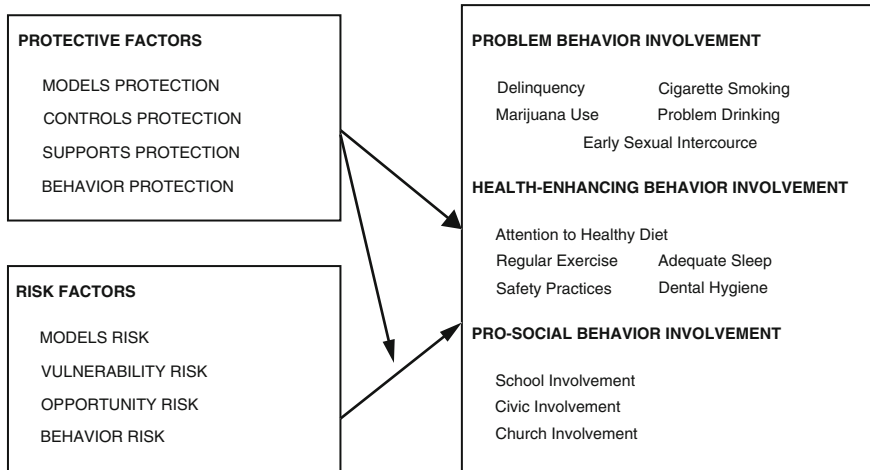 PROTECTIVE FACTORS
MODELS PROTECTION
CONTROLS PROTECTION
SUPPORTS PROTECTION
BEHAVIOR PROTECTION
RISK FACTORS
MODELS RISK
VULNERABILITY RISK
OPPORTUNITY RISK
BEHAVIOR RISK
PROBLEM BEHAVIOR INVOLVEMENT
Delinquency Cigarette Smoking
Marijuana Use Problem Drinking
Early Sexual Intercource
HEALTH-ENHANCING BEHAVIOR INVOLVEMENT
Attention to Healthy Diet
Regular Exercise Adequate Sleep
Safety Practices Dental Hygiene
PRO-SOCIAL BEHAVIOR INVOLVEMENT
School Involvement
Civic Involvement
Church Involvement